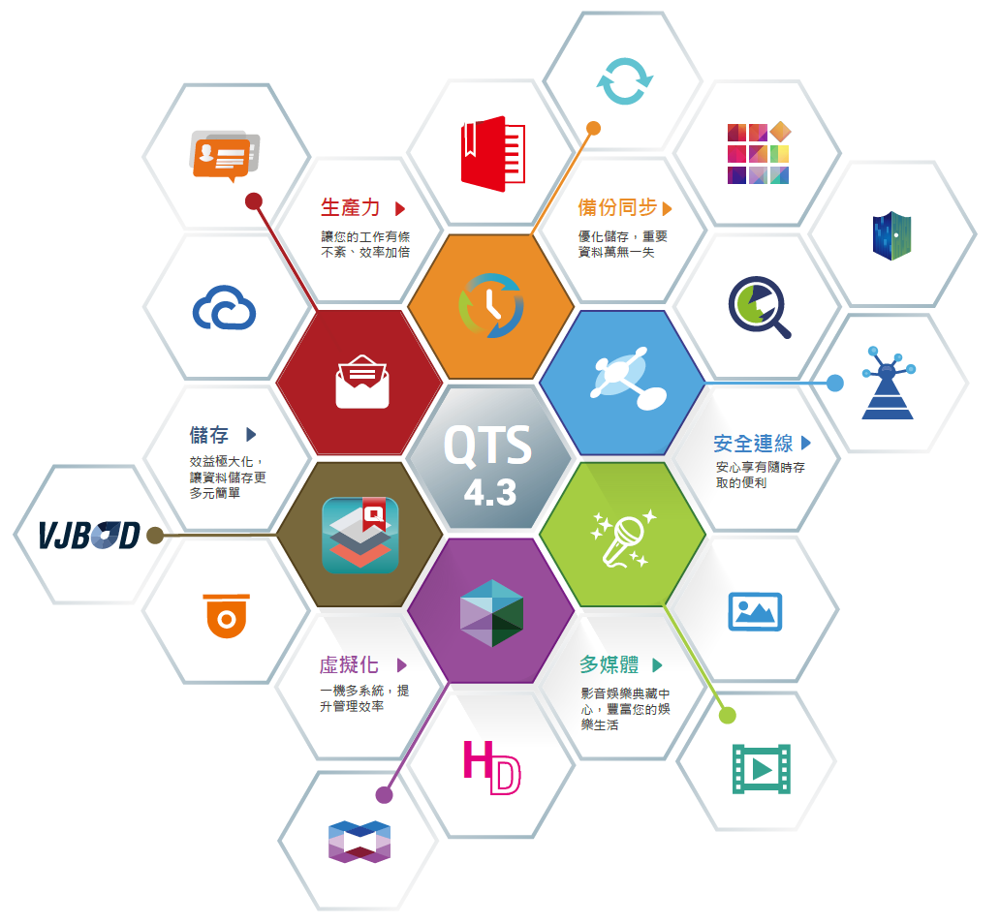 生產力
讓您的工作有條
不紊、效率加倍
備份同步
優化儲存，重要
資料萬無一失
QTS
4.3
儲存
效益極大化，
讓資料儲存更
多元簡單
安全連線
安心享有隨時存
取的便利
VJBOD
虛擬化
一機多系統，提
升管理效率
多媒體
影音娛樂典藏中
心，豐富您的娛
樂生活
HD